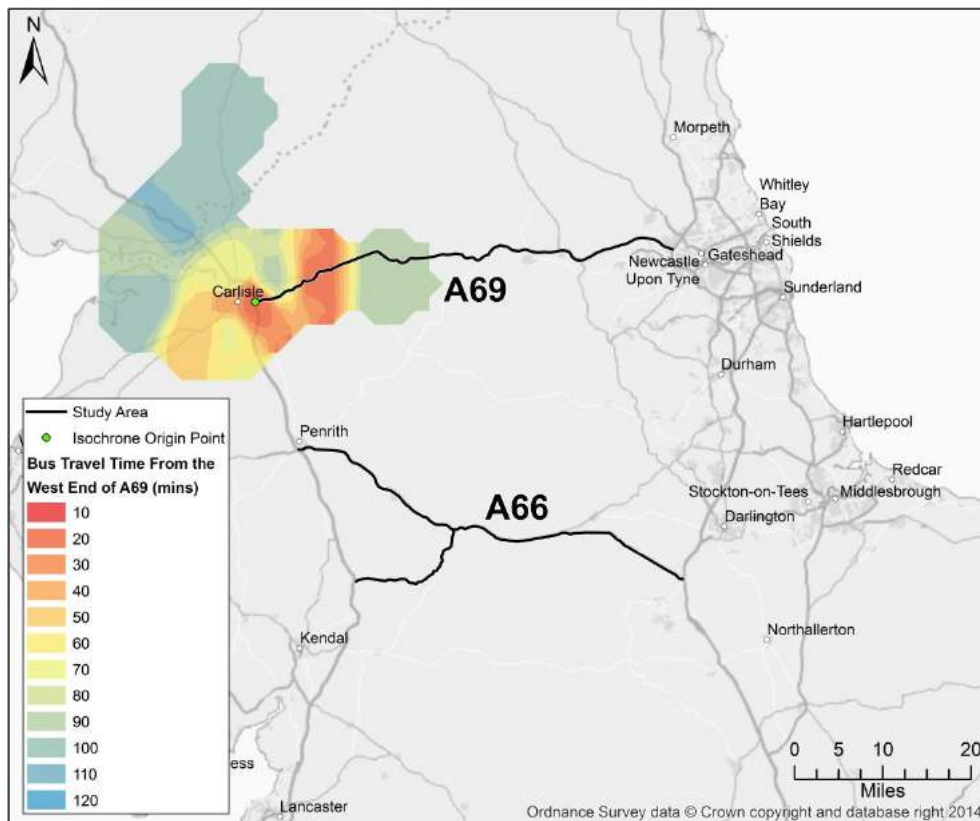 N
Morpeth
Whitley
Bay
South
Shields
Newcastle
Upon Tyne
Gateshead
Sunderland
Carlisle
A69
Durham
Hartlepool
Redcar
Penrith
Stockton-on-Tees
Middlesbrough
Darlington
A66
Kendal
Northallerton
ess
Lancaster
Study Area
Isochrone Origin Point
Bus Travel Time From the
West End of A69 (mins)
10
20
30
40
50
60
70
80
90
100
110
120
0 5 10 20
Miles
Ordnance Survey data © Crown copyright and database right 2014